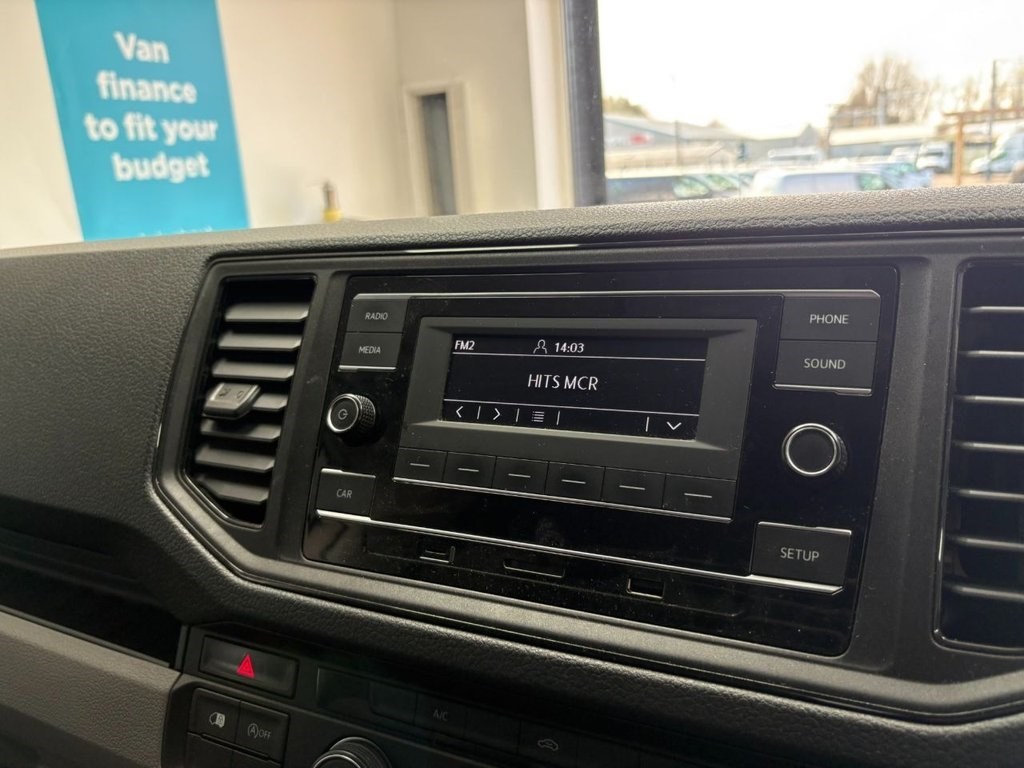 Van
finance
to fit your
budget
RADIO
MEDIA
FM2
14:03
HITS MCR
PHONE
SOUND
CAR
SETUP
A/C
A OFF